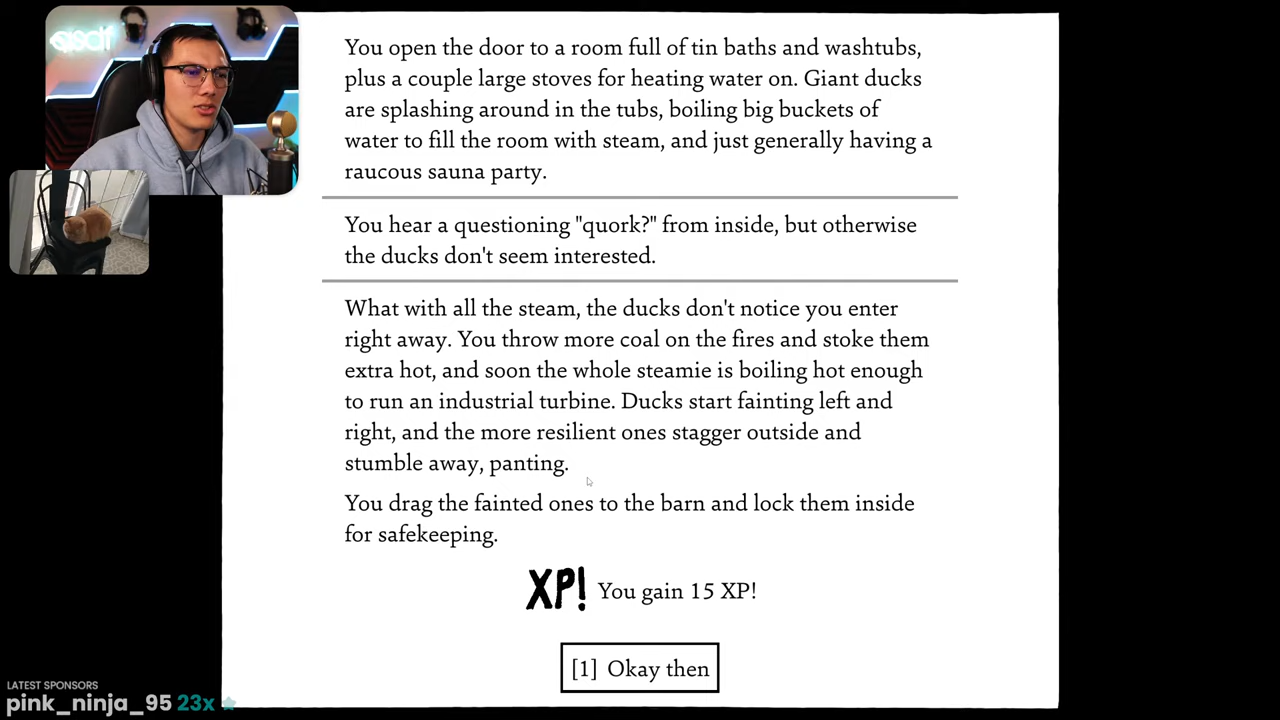 You open the door to a room full of tin baths and washtubs,
plus a couple large stoves for heating water on. Giant ducks
are splashing around in the tubs, boiling big buckets of
water to fill the room with steam, and just generally having a
raucous sauna party.
You hear a questioning "quork?" from inside, but otherwise
the ducks don't seem interested.
What with all the steam, the ducks don't notice you enter
right away. You throw more coal on the fires and stoke them
extra hot, and soon the whole steamie is boiling hot enough
to run an industrial turbine. Ducks start fainting left and
right, and the more resilient ones stagger outside and
stumble away, panting.
You drag the fainted ones to the barn and lock them inside
for safekeeping.
XP! You gain 15 XP!
[1] Okay then
LATEST SPONSORS
pink_ninja_95 23x